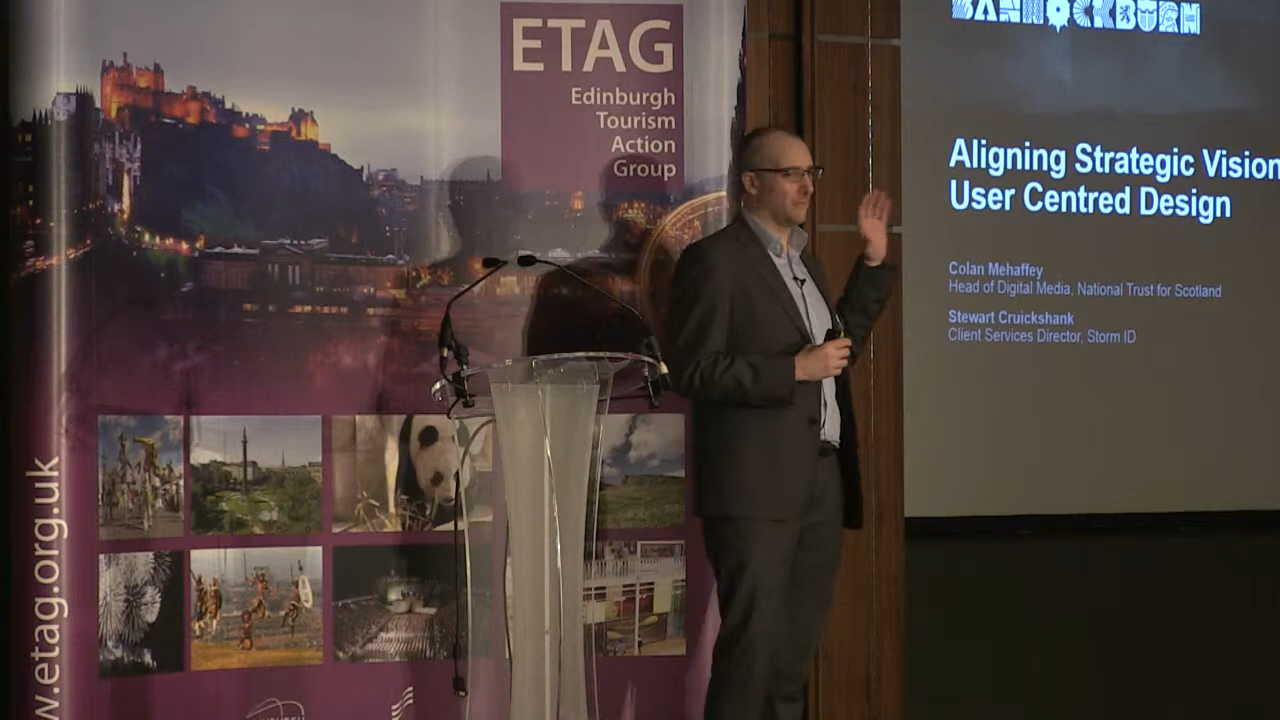 ETAG
Edinburgh
Tourism
Action
Group
w.etag.org.uk
BANNOCKBURN
Aligning Strategic Vision
User Centred Design
Colan Mehaffey
Head of Digital Media, National Trust for Scotland
Stewart Cruickshank
Client Services Director, Storm ID